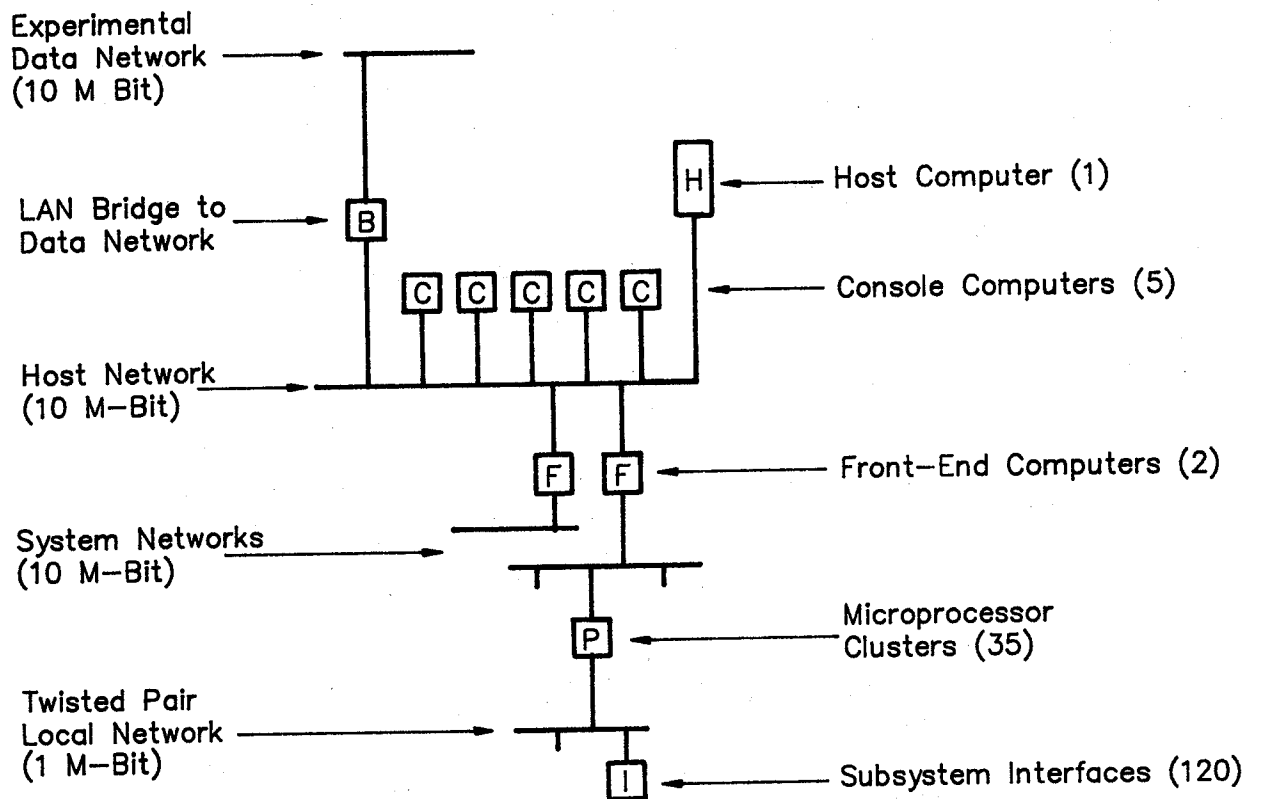 Experimental
Data Network
(10 M Bit)
H
Host Computer (1)
LAN Bridge to
Data Network
B
C C C C C
Console Computers (5)
Host Network
(10 M-Bit)
F F
Front-End Computers (2)
System Networks
(10 M-Bit)
P
Microprocessor
Clusters (35)
Twisted Pair
Local Network
(1 M-Bit)
I
Subsystem Interfaces (120)